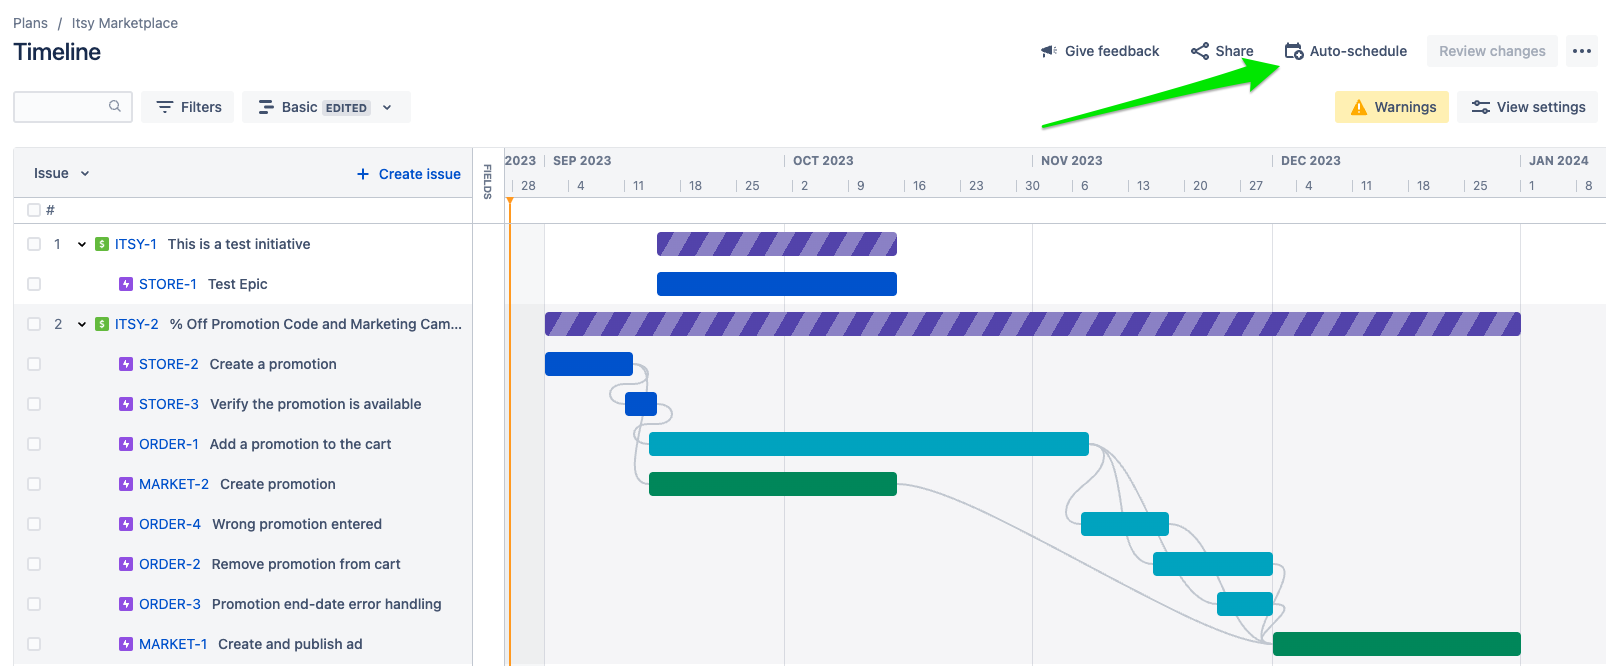 Plans / Itsy Marketplace
Timeline
Give feedback Share Auto-schedule Review changes
Filters Basic EDITED Warnings View settings
Issue + Create issue FIELDS 2023 SEP 2023 OCT 2023 NOV 2023 DEC 2023 JAN 2024
28 4 11 18 25 2 9 16 23 30 6 13 20 27 4 11 18 25 1 8
#
1 $ ITSY-1 This is a test initiative
STORE-1 Test Epic
2 $ ITSY-2 % Off Promotion Code and Marketing Cam...
STORE-2 Create a promotion
STORE-3 Verify the promotion is available
ORDER-1 Add a promotion to the cart
MARKET-2 Create promotion
ORDER-4 Wrong promotion entered
ORDER-2 Remove promotion from cart
ORDER-3 Promotion end-date error handling
MARKET-1 Create and publish ad